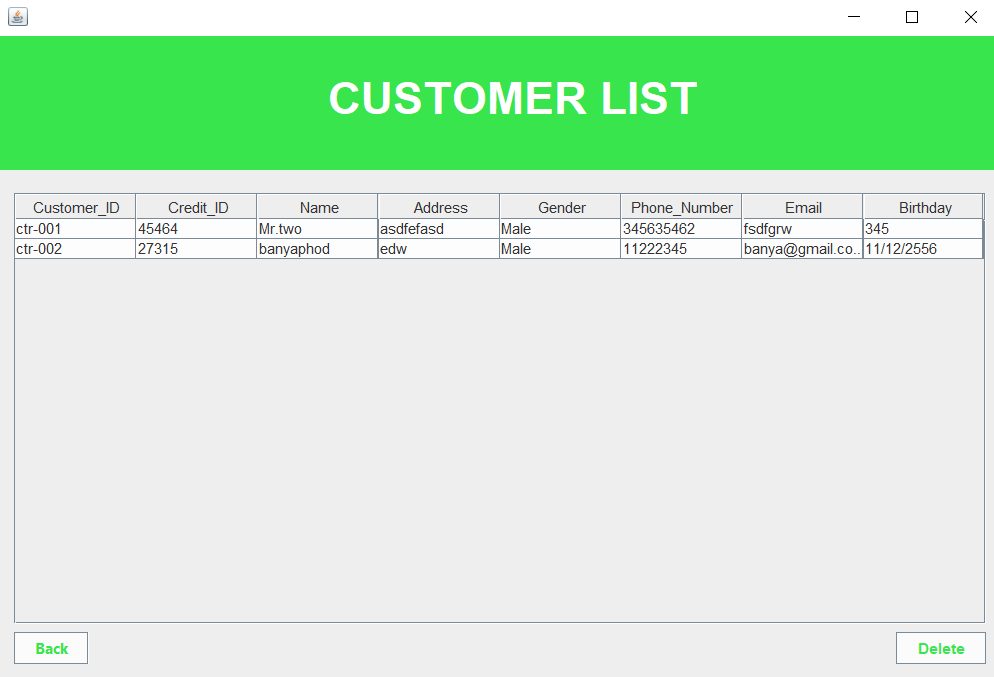 CUSTOMER LIST
Customer_ID Credit_ID Name Address Gender Phone_Number Email Birthday
ctr-001 45464 Mr.two asdfefasd Male 345635462 fsdfgrw 345
ctr-002 27315 banyaphod edw Male 11222345 banya@gmail.co... 11/12/2556
Back Delete